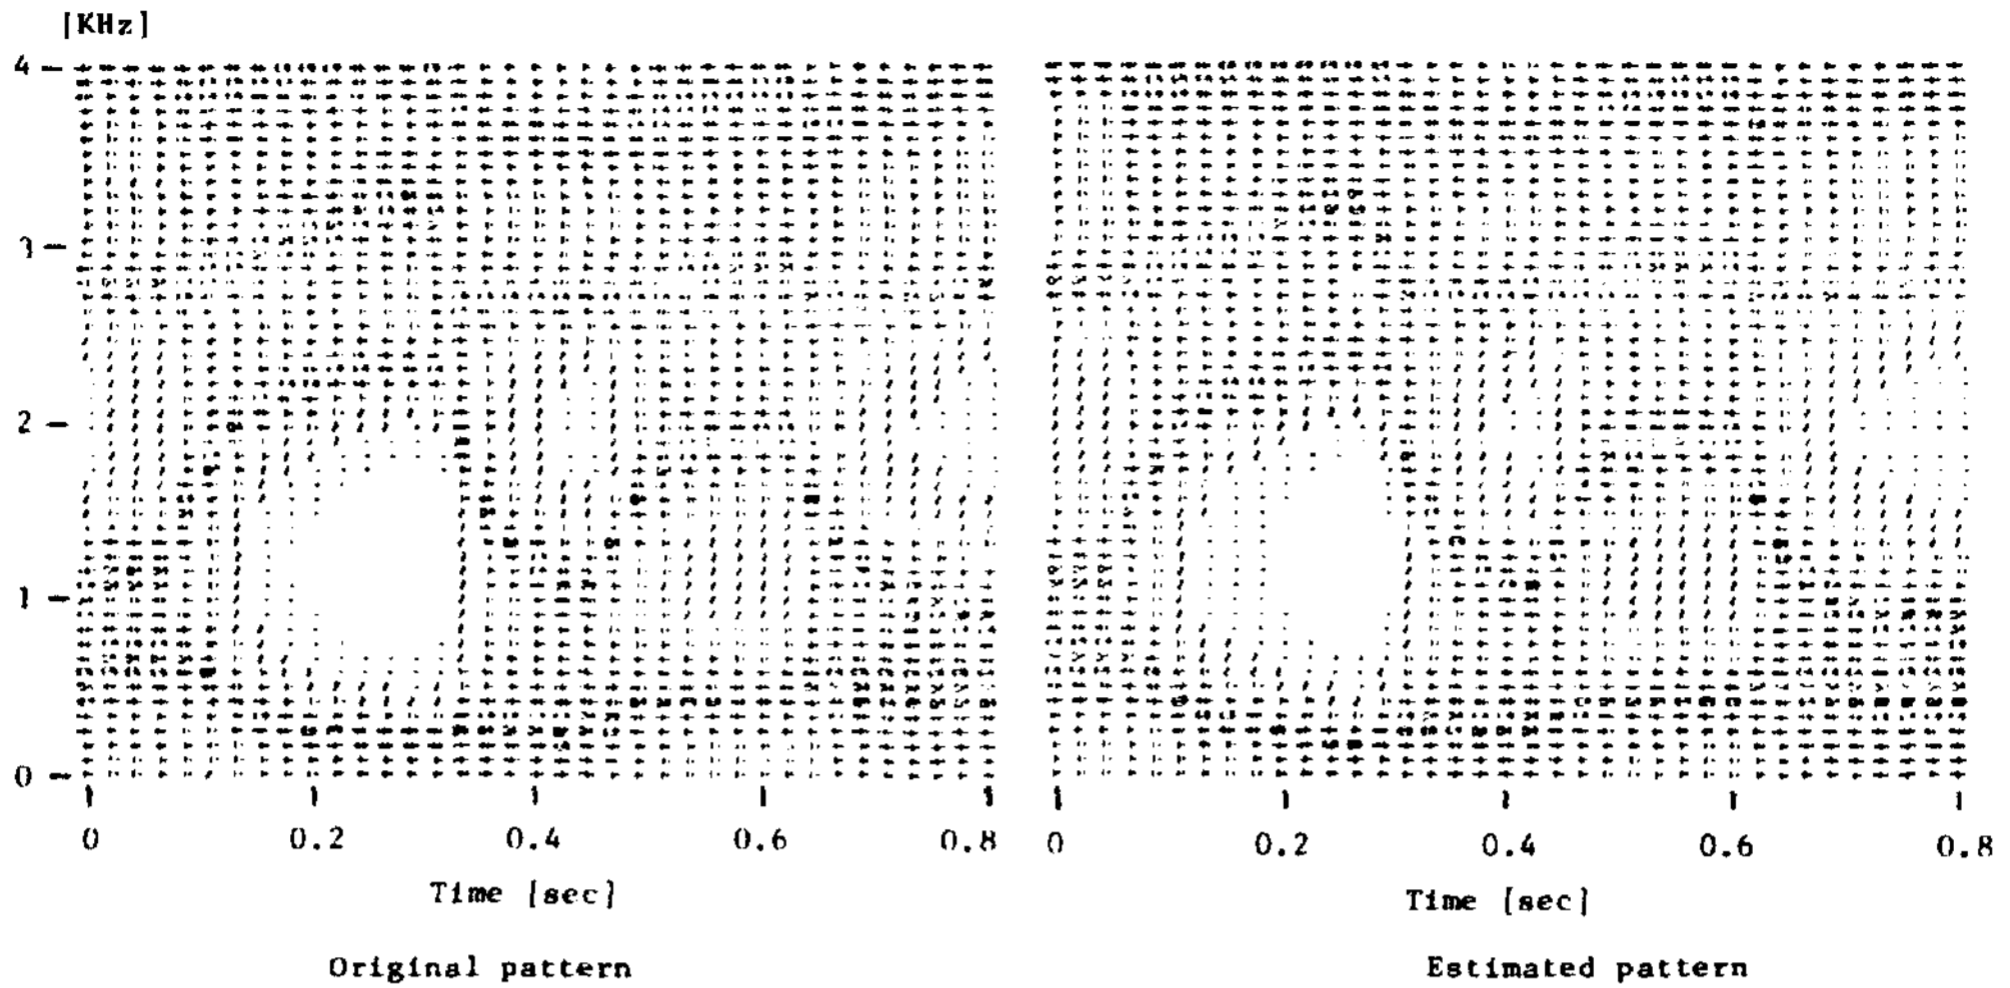 [KHz]
4
3
2
1
0
0 0.2 0.4 0.6 0.8
0 0.2 0.4 0.6 0.8
Time [sec]
Time [sec]
Original pattern
Estimated pattern